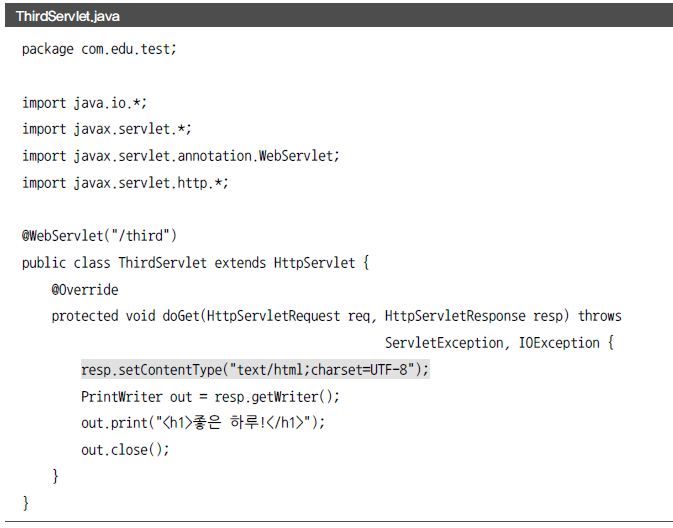 ThirdServlet.java
package com.edu.test;
import java.io.*;
import javax.servlet.*;
import javax.servlet.annotation.WebServlet;
import javax.servlet.http.*;
@WebServlet("/third")
public class ThirdServlet extends HttpServlet {
@Override
protected void doGet(HttpServletRequest req, HttpServletResponse resp) throws
ServletException, IOException {
resp.setContentType("text/html;charset=UTF-8");
PrintWriter out = resp.getWriter();
out.print("<h1>좋은 하루!</h1>");
out.close();
}
}